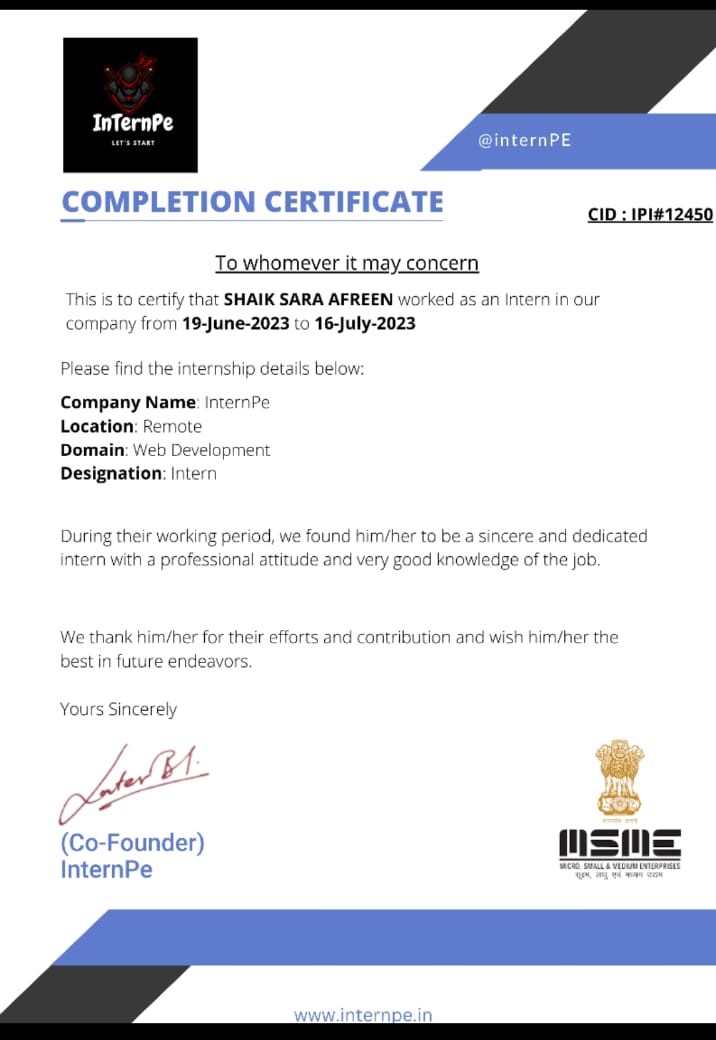 InTernPe
LET'S START
@internPE
COMPLETION CERTIFICATE
CID : IPI#12450
To whomever it may concern
This is to certify that SHAIK SARA AFREEN worked as an Intern in our
company from 19-June-2023 to 16-July-2023
Please find the internship details below:
Company Name: InternPe
Location: Remote
Domain: Web Development
Designation: Intern
During their working period, we found him/her to be a sincere and dedicated
intern with a professional attitude and very good knowledge of the job.
We thank him/her for their efforts and contribution and wish him/her the
best in future endeavors.
Yours Sincerely
(Co-Founder)
InternPe
MSME
MICRO, SMALL & MEDIUM ENTERPRISES
सूक्ष्म, लघु एवं मध्यम उद्यम
www.internpe.in